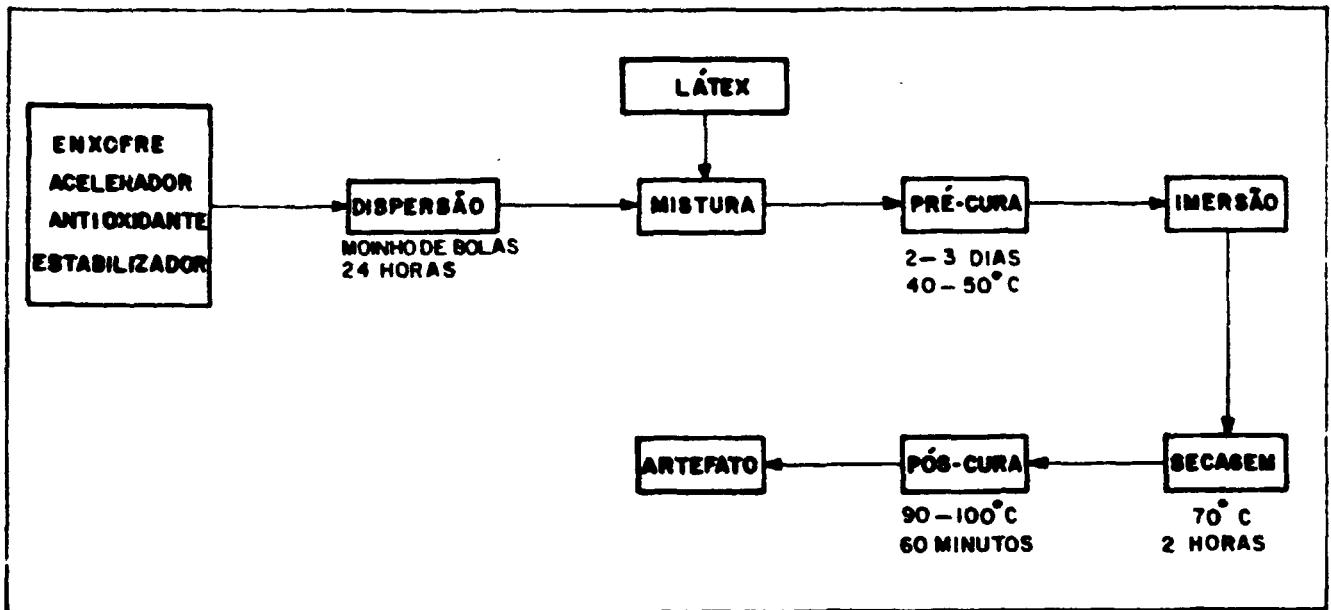 LÁTEX
ENXCFRE
ACELENADOR
ANTIOXIDANTE
ESTABILIZADOR
DISPERSÃO
MOINHO DE BOLAS
24 HORAS
MISTURA
PRÉ-CURA
2-3 DIAS
40-50°C
IMERSÃO
ARTEFATO
PÓS-CURA
90-100°C
60 MINUTOS
SECAGEM
70°C
2 HORAS